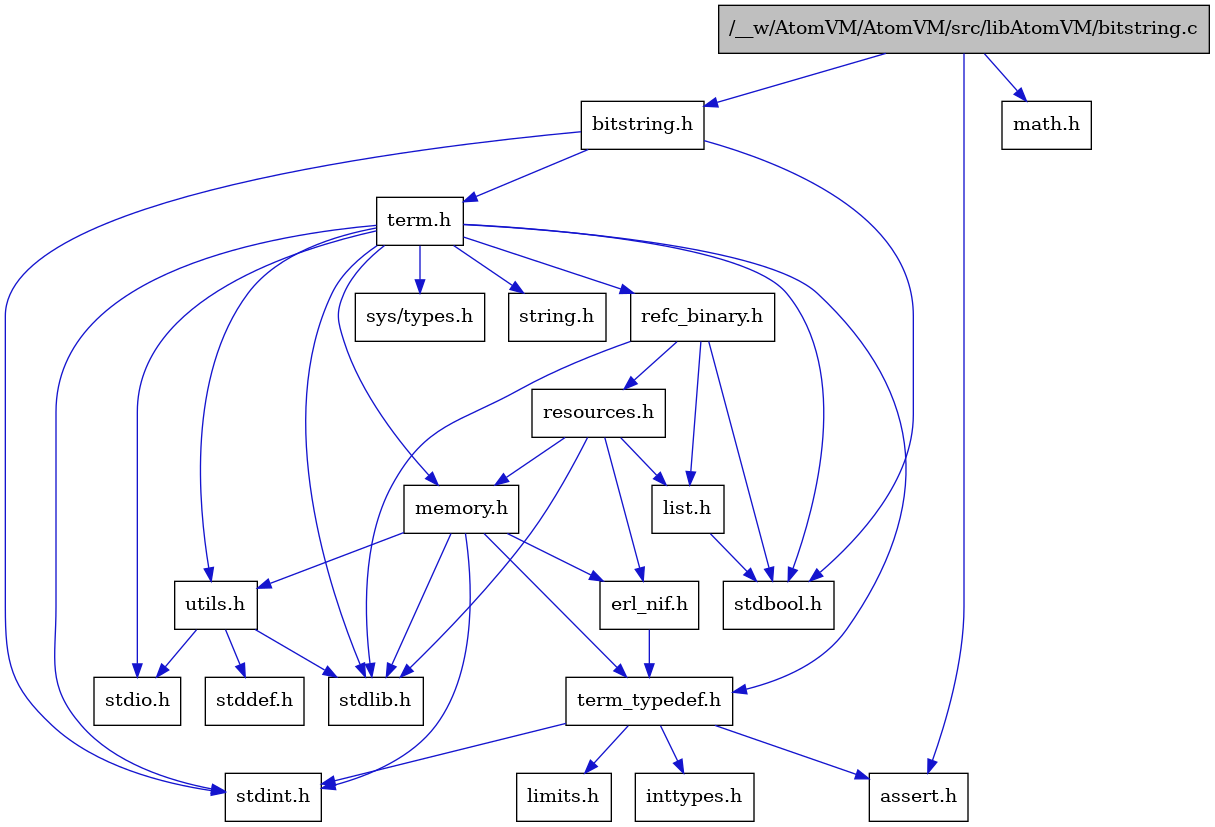 /__w/AtomVM/AtomVM/src/libAtomVM/bitstring.c
bitstring.h
math.h
term.h
sys/types.h
string.h
refc_binary.h
resources.h
memory.h
list.h
utils.h
erl_nif.h
stdbool.h
stdio.h
stddef.h
stdlib.h
term_typedef.h
stdint.h
limits.h
inttypes.h
assert.h